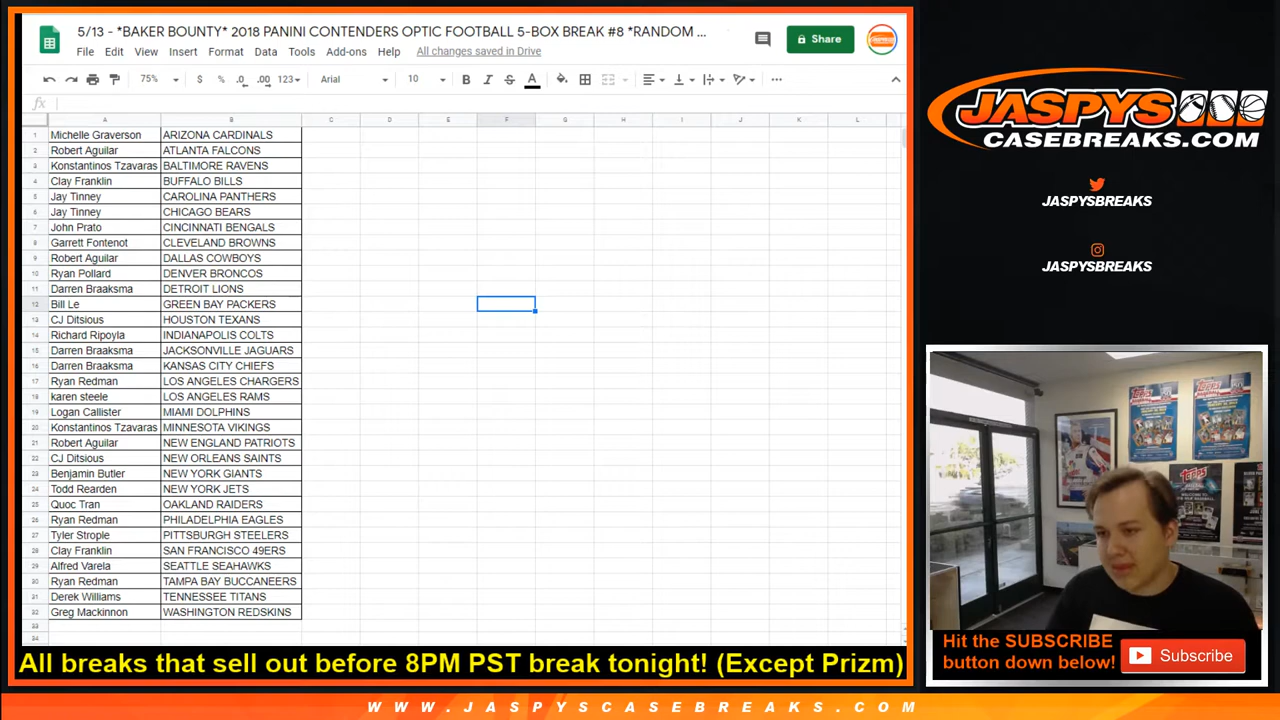 5/13 - *BAKER BOUNTY* 2018 PANINI CONTENDERS OPTIC FOOTBALL 5-BOX BREAK #8 *RANDOM ...
File Edit View Insert Format Data Tools Add-ons Help All changes saved in Drive
Share
75% $ % .0 .00 123 Arial 10 B I S A
fx
A B C D E F G H I J K L
1 Michelle Graverson ARIZONA CARDINALS
2 Robert Aguilar ATLANTA FALCONS
3 Konstantinos Tzavaras BALTIMORE RAVENS
4 Clay Franklin BUFFALO BILLS
5 Jay Tinney CAROLINA PANTHERS
6 Jay Tinney CHICAGO BEARS
7 John Prato CINCINNATI BENGALS
8 Garrett Fontenot CLEVELAND BROWNS
9 Robert Aguilar DALLAS COWBOYS
10 Ryan Pollard DENVER BRONCOS
11 Darren Braaksma DETROIT LIONS
12 Bill Le GREEN BAY PACKERS
13 CJ Ditsious HOUSTON TEXANS
14 Richard Ripoyla INDIANAPOLIS COLTS
15 Darren Braaksma JACKSONVILLE JAGUARS
16 Darren Braaksma KANSAS CITY CHIEFS
17 Ryan Redman LOS ANGELES CHARGERS
18 karen steele LOS ANGELES RAMS
19 Logan Callister MIAMI DOLPHINS
20 Konstantinos Tzavaras MINNESOTA VIKINGS
21 Robert Aguilar NEW ENGLAND PATRIOTS
22 CJ Ditsious NEW ORLEANS SAINTS
23 Benjamin Butler NEW YORK GIANTS
24 Todd Rearden NEW YORK JETS
25 Quoc Tran OAKLAND RAIDERS
26 Ryan Redman PHILADELPHIA EAGLES
27 Tyler Strople PITTSBURGH STEELERS
28 Clay Franklin SAN FRANCISCO 49ERS
29 Alfred Varela SEATTLE SEAHAWKS
30 Ryan Redman TAMPA BAY BUCCANEERS
31 Derek Williams TENNESSEE TITANS
32 Greg Mackinnon WASHINGTON REDSKINS
33
34
JASPYS
CASEBREAKS.COM
JASPYSBREAKS
JASPYSBREAKS
topps
Hit the SUBSCRIBE
button down below!
Subscribe
All breaks that sell out before 8PM PST break tonight! (Except Prizm)
WWW.JASPYSCASEBREAKS.COM